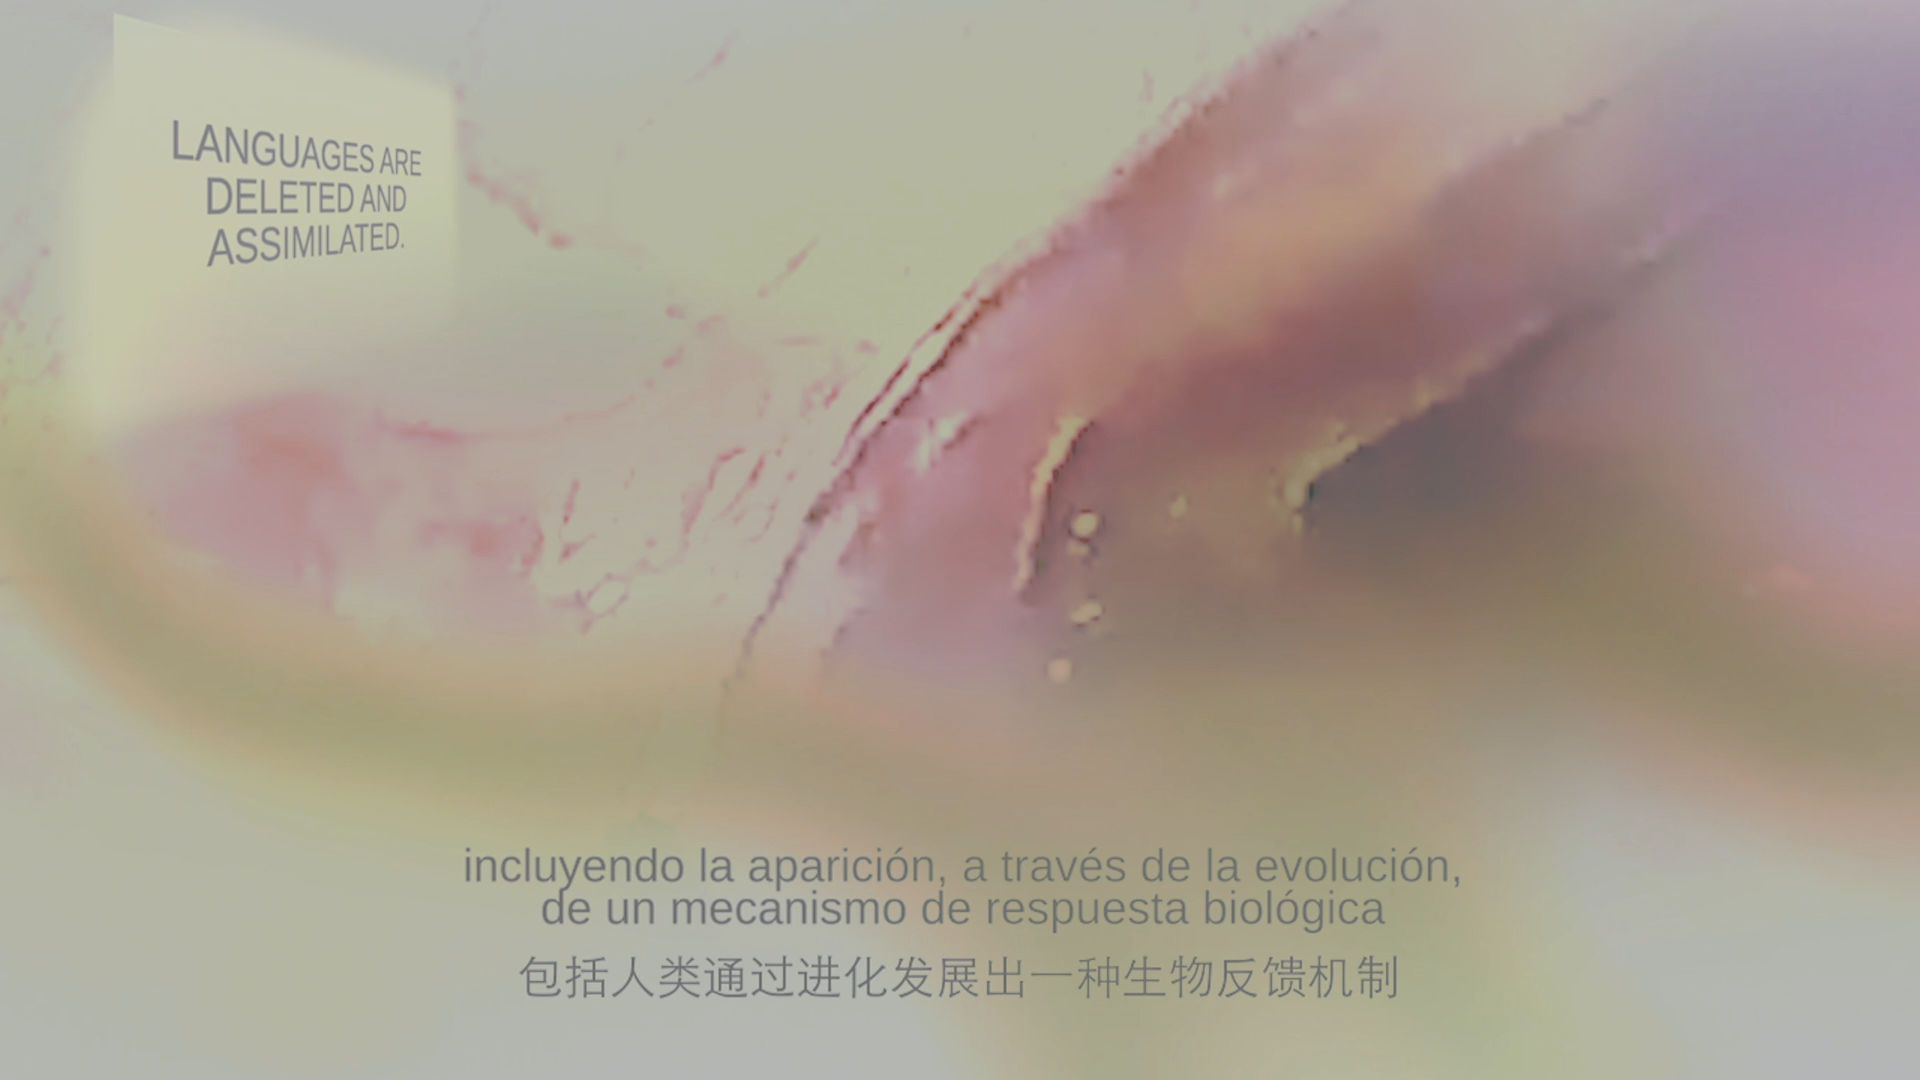 LANGUAGES ARE
DELETED AND
ASSIMILATED.
incluyendo la aparición, a través de la evolución,
de un mecanismo de respuesta biológica
包括人类通过进化发展出一种生物反馈机制